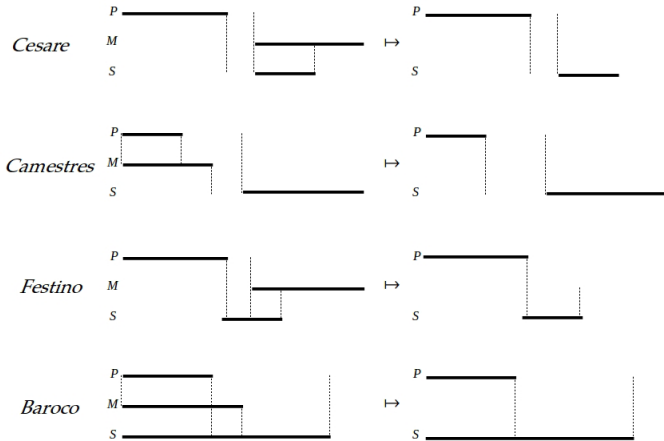 P P
M
Cesare ↦
S S
P P
Camestres M ↦
S S
P P
Festino M ↦
S S
P P
Baroco M ↦
S S